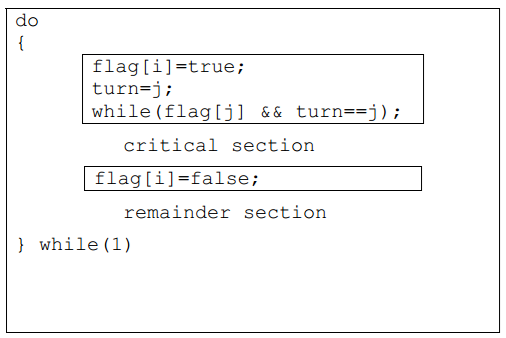 do
{
flag[i]=true;
turn=j;
while(flag[j] && turn==j);
critical section
flag[i]=false;
remainder section
} while(1)